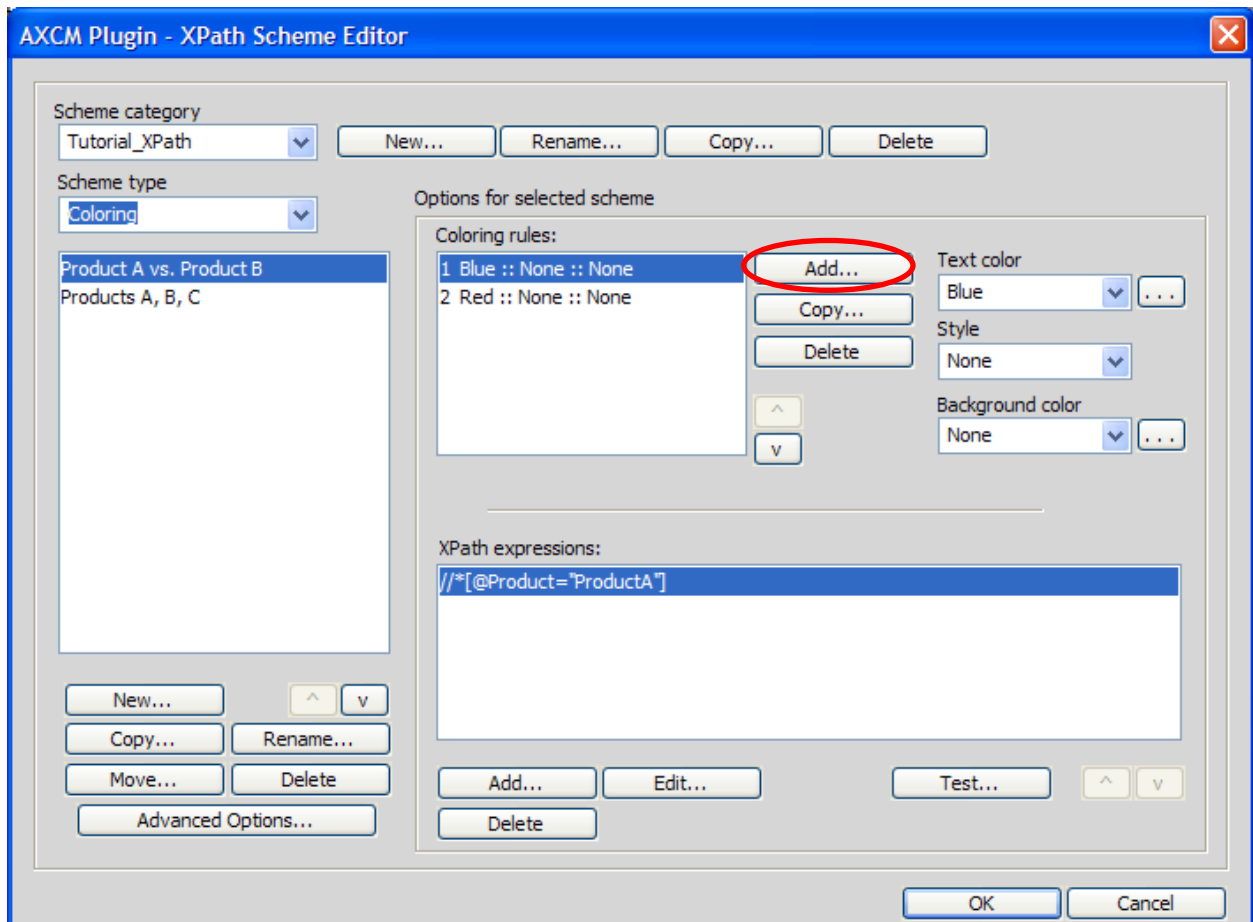 AXCM Plugin - XPath Scheme Editor
Scheme category
Tutorial_XPath
New...
Rename...
Copy...
Delete
Scheme type
Coloring
Product A vs. Product B
Products A, B, C
New...
^
v
Copy...
Rename...
Move...
Delete
Advanced Options...
Options for selected scheme
Coloring rules:
1 Blue :: None :: None
2 Red :: None :: None
Add...
Copy...
Delete
^
v
Text color
Blue
...
Style
None
Background color
None
...
XPath expressions:
//*[@Product="ProductA"]
Add...
Edit...
Test...
^
v
Delete
OK
Cancel